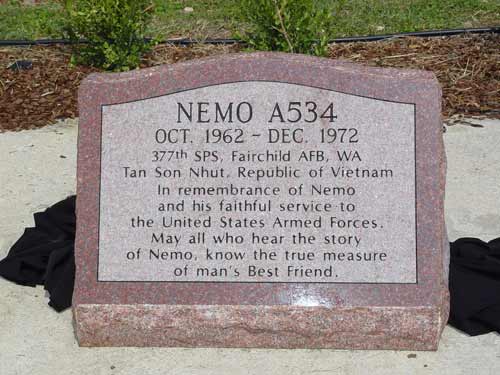 NEMO A534
OCT. 1962 - DEC. 1972
377th SPS, Fairchild AFB, WA
Tan Son Nhut, Republic of Vietnam
In remembrance of Nemo
and his faithful service to
the United States Armed Forces.
May all who hear the story
of Nemo, know the true measure
of man's Best Friend.